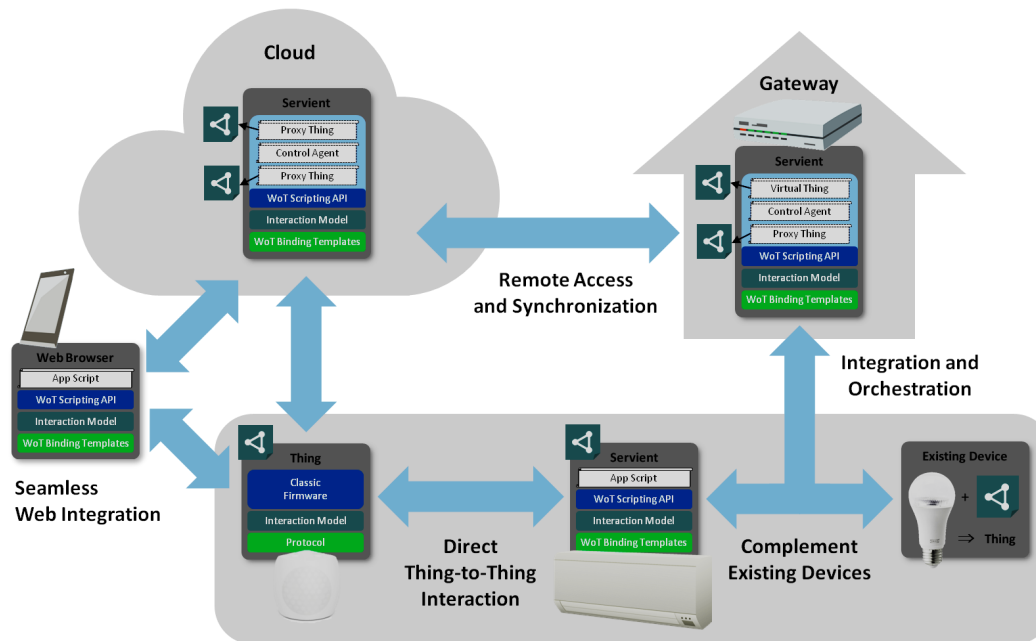 Cloud
Servient
Proxy Thing
Control Agent
Proxy Thing
WoT Scripting API
Interaction Model
WoT Binding Templates
Gateway
Servient
Virtual Thing
Control Agent
Proxy Thing
WoT Scripting API
Interaction Model
WoT Binding Templates
Remote Access
and Synchronization
Web Browser
App Script
WoT Scripting API
Interaction Model
WoT Binding Templates
Seamless
Web Integration
Integration and
Orchestration
Thing
Classic
Firmware
Interaction Model
Protocol
Direct
Thing-to-Thing
Interaction
Servient
App Script
WoT Scripting API
Interaction Model
WoT Binding Templates
Complement
Existing Devices
Existing Device
+
⇒ Thing